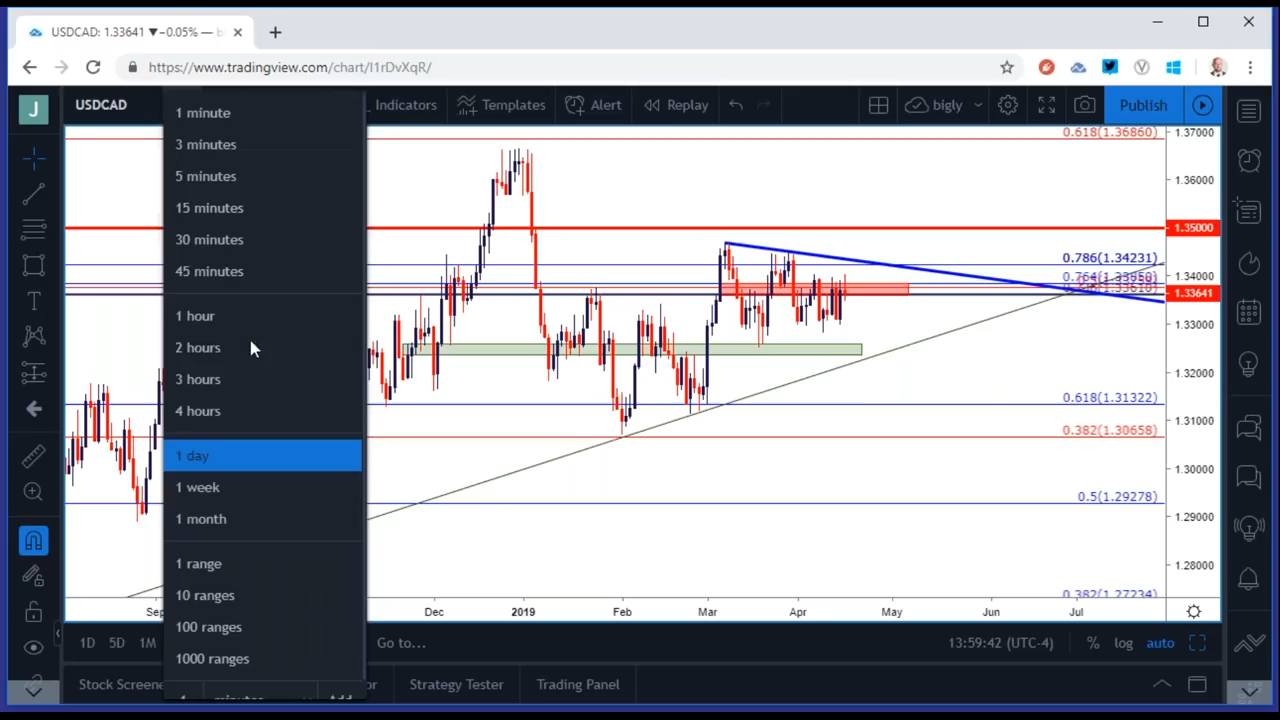 USDCAD: 1.33641 ▼−0.05% — b
https://www.tradingview.com/chart/I1rDvXqR/
J
USDCAD
Indicators
Templates
Alert
Replay
bigly
Publish
1 minute
3 minutes
5 minutes
15 minutes
30 minutes
45 minutes
1 hour
2 hours
3 hours
4 hours
1 day
1 week
1 month
1 range
10 ranges
100 ranges
1000 ranges
1 minutes Add
0.618(1.36860)
0.786(1.34231)
0.618(1.31322)
0.382(1.30658)
0.5(1.29278)
0.382(1.27234)
1.37000
1.36000
1.35000
1.34000
1.33641
1.33000
1.32000
1.31000
1.30000
1.29000
1.28000
Sep
Dec
2019
Feb
Mar
Apr
May
Jun
Jul
1D
5D
1M
Go to...
13:59:42 (UTC-4)
%
log
auto
Stock Screene
or
Strategy Tester
Trading Panel